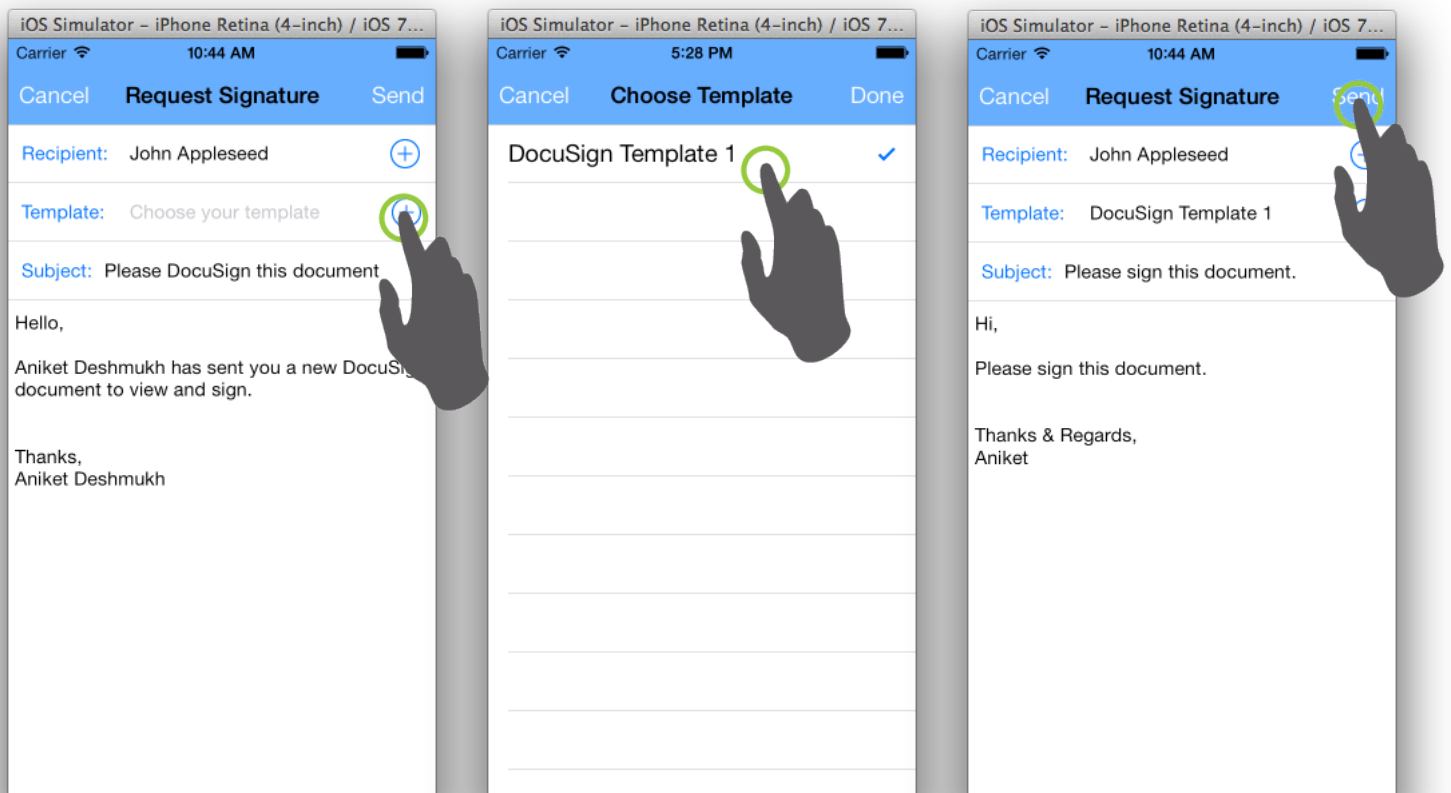 iOS Simulator – iPhone Retina (4-inch) / iOS 7...
Carrier 10:44 AM
Cancel Request Signature Send
Recipient: John Appleseed
Template: Choose your template
Subject: Please DocuSign this document
Hello,
Aniket Deshmukh has sent you a new
document to view and sign.
Thanks,
Aniket Deshmukh
iOS Simulator – iPhone Retina (4-inch) / iOS 7...
Carrier 5:28 PM
Cancel Choose Template Done
DocuSign Template 1
iOS Simulator – iPhone Retina (4-inch) / iOS 7...
Carrier 10:44 AM
Cancel Request Signature Send
Recipient: John Appleseed
Template: DocuSign Template 1
Subject: Please sign this document.
Hi,
Please sign this document.
Thanks & Regards,
Aniket